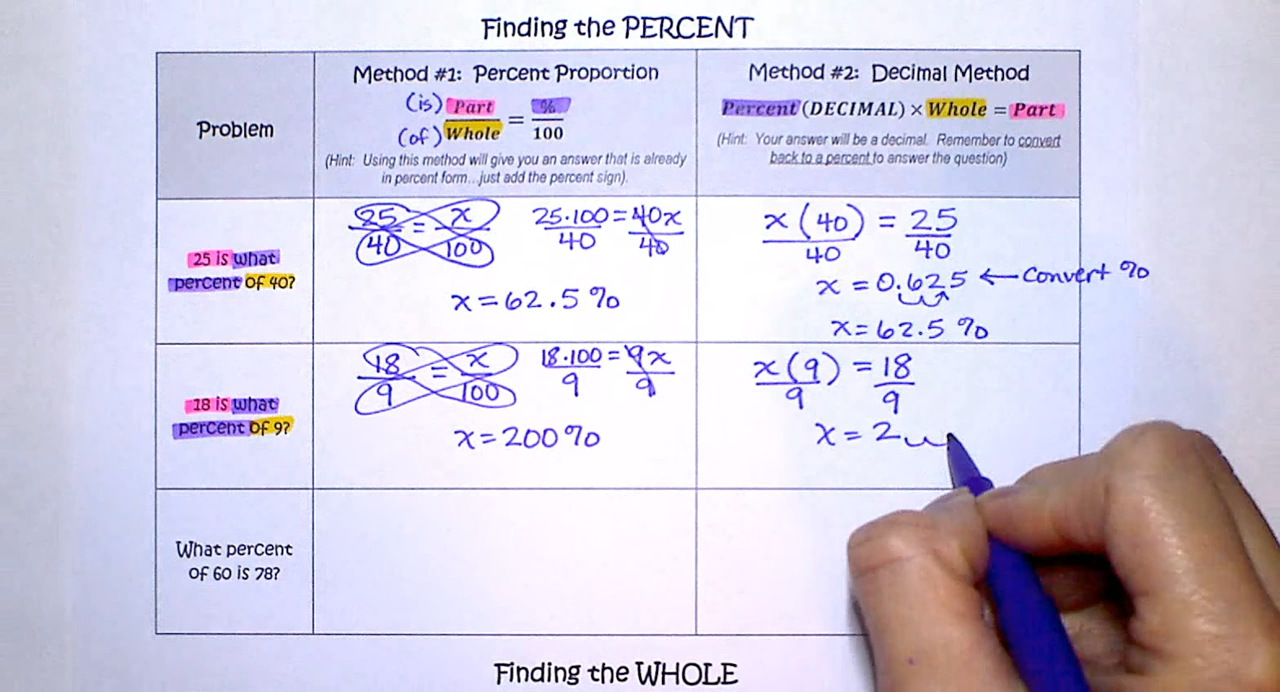 Finding the PERCENT
Problem
Method #1: Percent Proportion
(is) Part / (of) Whole = % / 100
(Hint: Using this method will give you an answer that is already
in percent form...just add the percent sign).
Method #2: Decimal Method
Percent (DECIMAL) × Whole = Part
(Hint: Your answer will be a decimal. Remember to convert
back to a percent to answer the question)
25 is what
percent of 40?
25/40 = x/100
25·100/40 = 40x/40
x = 62.5 %
x(40)/40 = 25/40
x = 0.625 ← Convert %
x = 62.5 %
18 is what
percent of 9?
18/9 = x/100
18·100/9 = 9x/9
x = 200%
x(9)/9 = 18/9
x = 2
What percent
of 60 is 78?
Finding the WHOLE